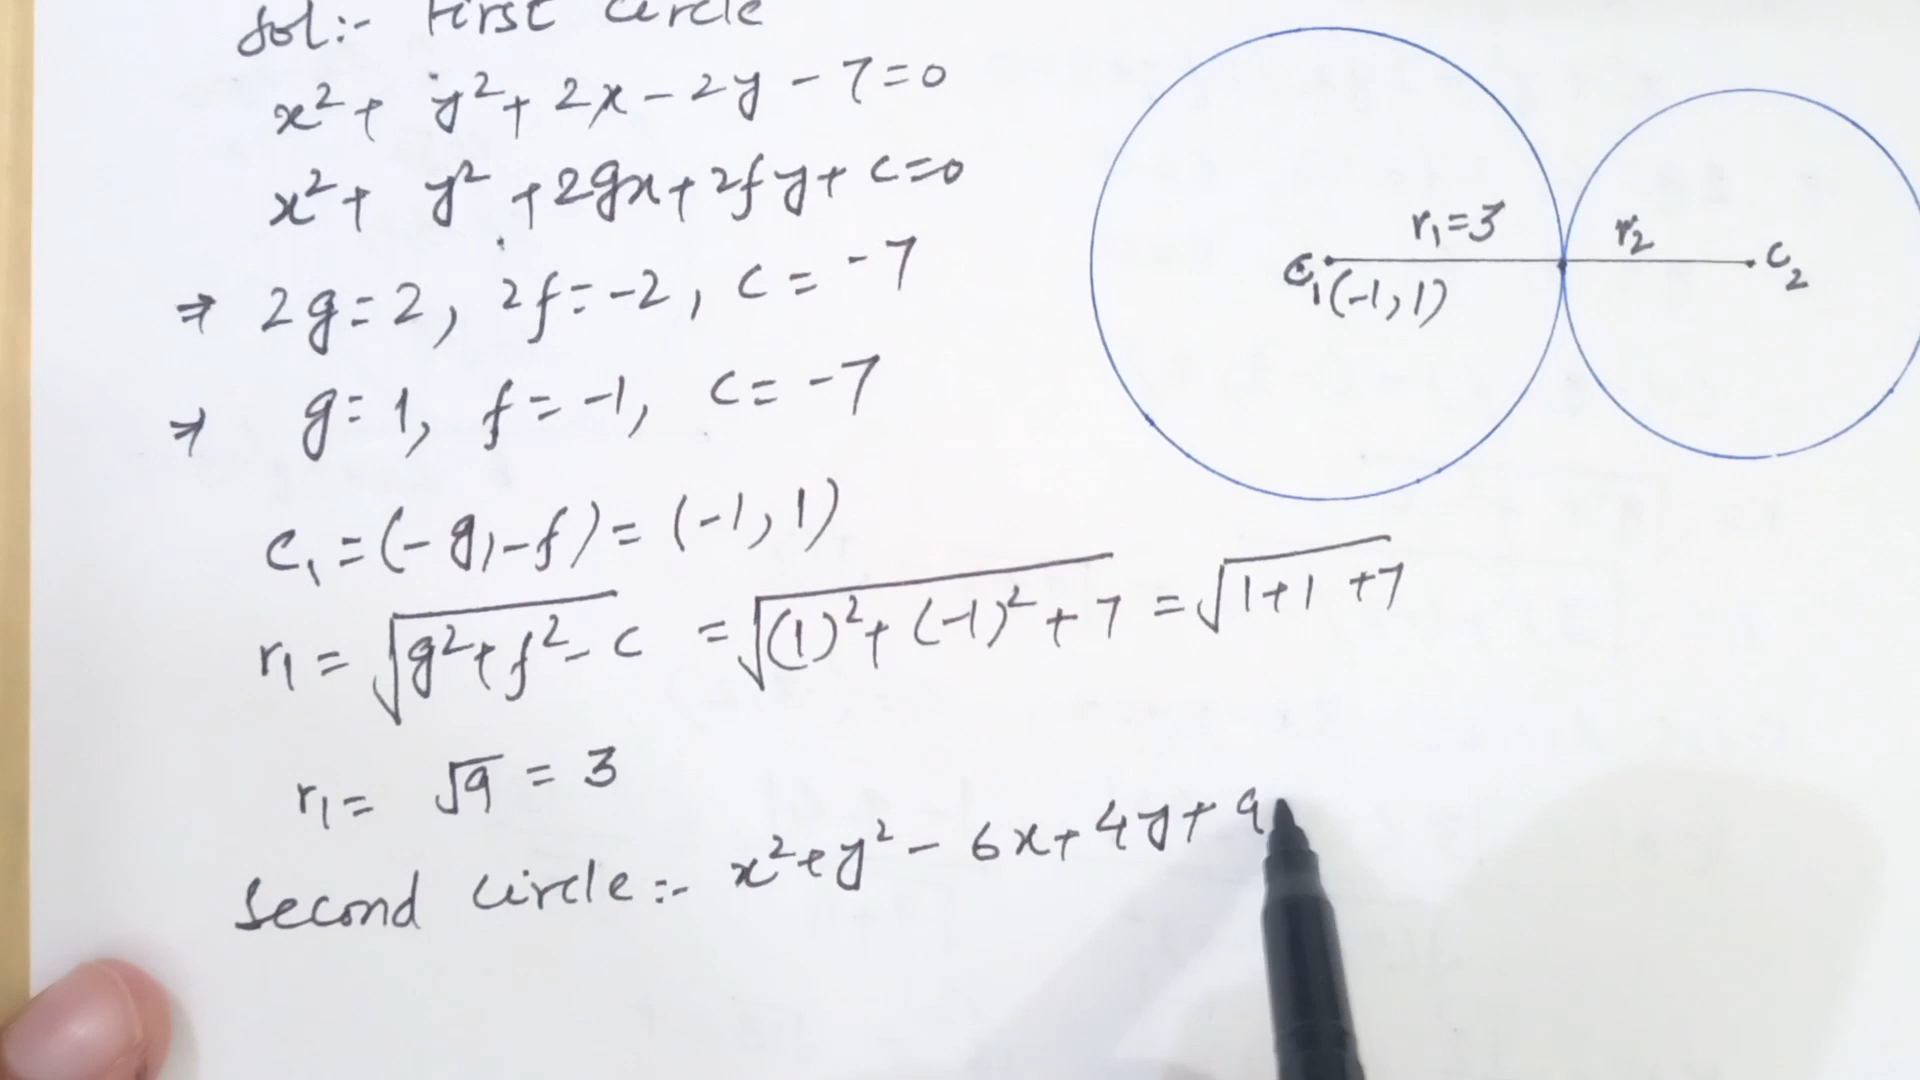 Sol:- First Circle
x² + y² + 2x - 2y - 7 = 0
x² + y² + 2gx + 2fy + c = 0
⇒ 2g = 2, 2f = -2, c = -7
⇒ g = 1, f = -1, c = -7
C₁ = (-g, -f) = (-1, 1)
r₁ = √(g² + f² - c) = √((1)² + (-1)² + 7) = √(1 + 1 + 7)
r₁ = √9 = 3
Second Circle:- x² + y² - 6x + 4y + 9
r₁ = 3
r₂
C₁ (-1, 1)
C₂